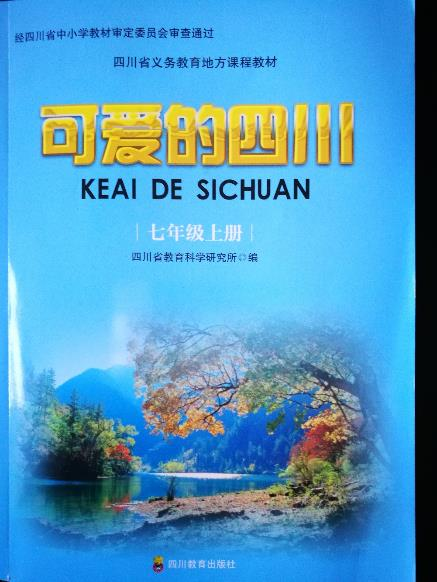 经四川省中小学教材审定委员会审查通过
四川省义务教育地方课程教材
可爱的四川
KEAI DE SICHUAN
七年级上册
四川省教育科学研究所◎编
四川教育出版社